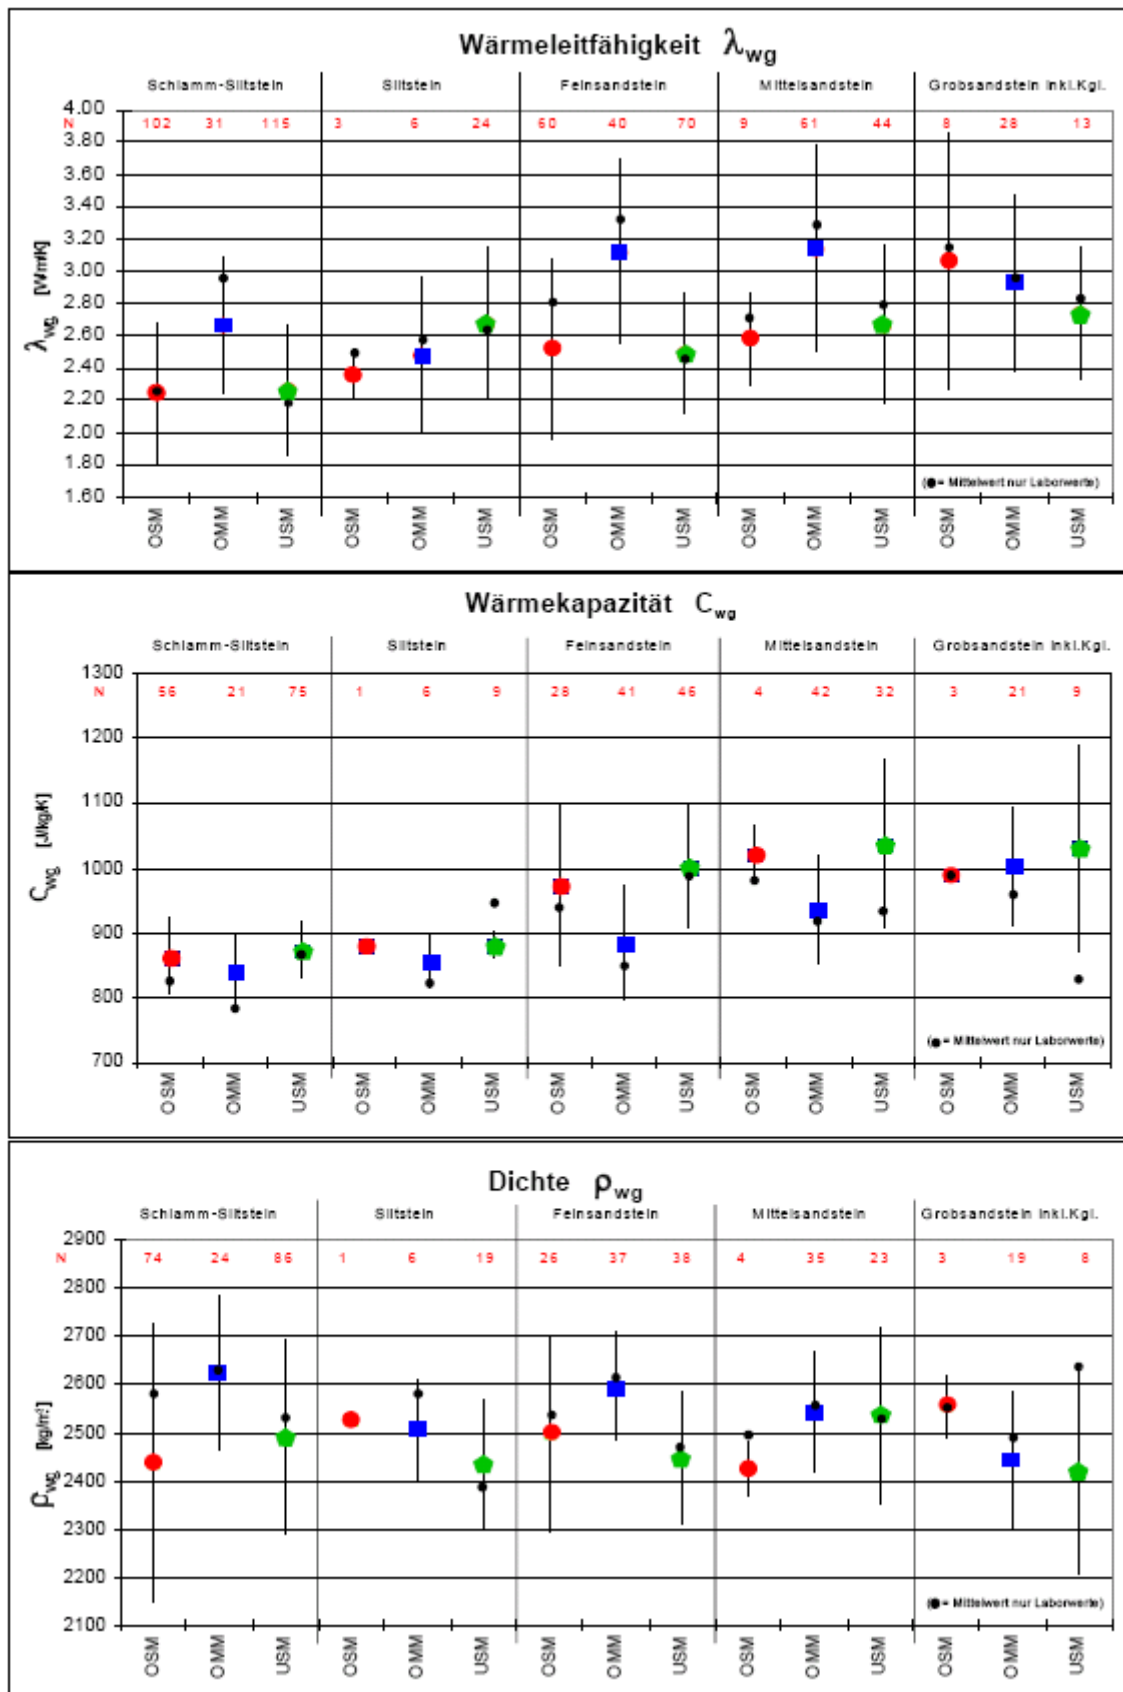 Wärmeleitfähigkeit λwg
Schlamm-Siltstein Siltstein Feinsandstein Mittelsandstein Grobsandstein inkl.Kgl.
N 102 31 115 3 6 24 60 40 70 9 61 44 8 28 13
4.00
3.80
3.60
3.40
3.20
3.00
2.80
2.60
2.40
2.20
2.00
1.80
1.60
λwg [W/m/K]
(●= Mittelwert nur Laborwerte)
OSM OMM USM OSM OMM USM OSM OMM USM OSM OMM USM OSM OMM USM
Wärmekapazität Cwg
Schlamm-Siltstein Siltstein Feinsandstein Mittelsandstein Grobsandstein inkl.Kgl.
N 56 21 75 1 6 9 28 41 46 4 42 32 3 21 9
1300
1200
1100
1000
900
800
700
Cwg [J/kg/K]
(●= Mittelwert nur Laborwerte)
OSM OMM USM OSM OMM USM OSM OMM USM OSM OMM USM OSM OMM USM
Dichte ρwg
Schlamm-Siltstein Siltstein Feinsandstein Mittelsandstein Grobsandstein inkl.Kgl.
N 74 24 86 1 6 19 26 37 38 4 35 23 3 19 8
2900
2800
2700
2600
2500
2400
2300
2200
2100
ρwg [kg/m³]
(●= Mittelwert nur Laborwerte)
OSM OMM USM OSM OMM USM OSM OMM USM OSM OMM USM OSM OMM USM